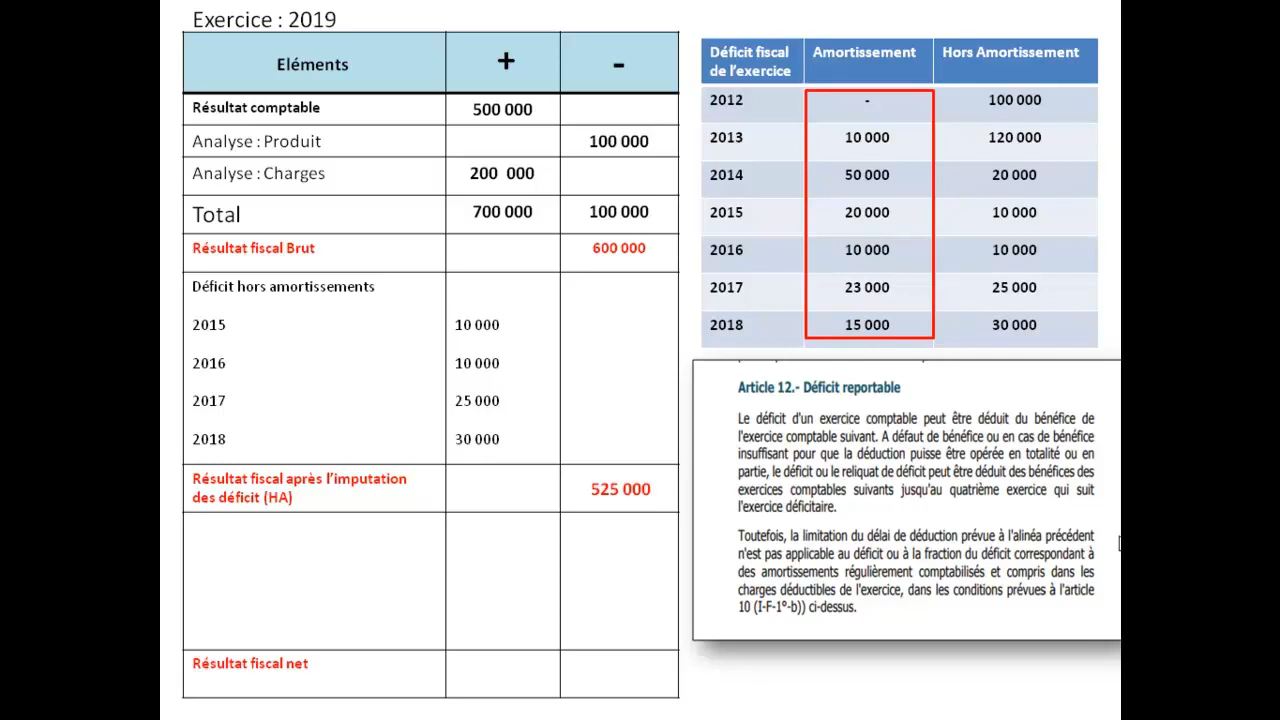 Exercice : 2019
Eléments + -
Résultat comptable 500 000
Analyse : Produit 100 000
Analyse : Charges 200 000
Total 700 000 100 000
Résultat fiscal Brut 600 000
Déficit hors amortissements
2015 10 000
2016 10 000
2017 25 000
2018 30 000
Résultat fiscal après l’imputation
des déficit (HA) 525 000
Résultat fiscal net
Déficit fiscal
de l’exercice Amortissement Hors Amortissement
2012 - 100 000
2013 10 000 120 000
2014 50 000 20 000
2015 20 000 10 000
2016 10 000 10 000
2017 23 000 25 000
2018 15 000 30 000
Article 12.- Déficit reportable
Le déficit d'un exercice comptable peut être déduit du bénéfice de
l'exercice comptable suivant. A défaut de bénéfice ou en cas de bénéfice
insuffisant pour que la déduction puisse être opérée en totalité ou en
partie, le déficit ou le reliquat de déficit peut être déduit des bénéfices des
exercices comptables suivants jusqu'au quatrième exercice qui suit
l'exercice déficitaire.
Toutefois, la limitation du délai de déduction prévue à l'alinéa précédent
n'est pas applicable au déficit ou à la fraction du déficit correspondant à
des amortissements régulièrement comptabilisés et compris dans les
charges déductibles de l'exercice, dans les conditions prévues à l'article
10 (I-F-1°-b)) ci-dessus.